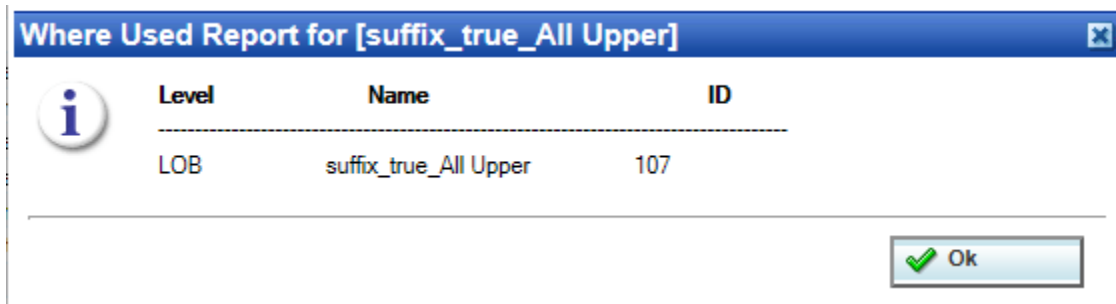 Where Used Report for [suffix_true_All Upper]
Level Name ID
--------------------------------------------------------------------------------------
LOB suffix_true_All Upper 107
Ok